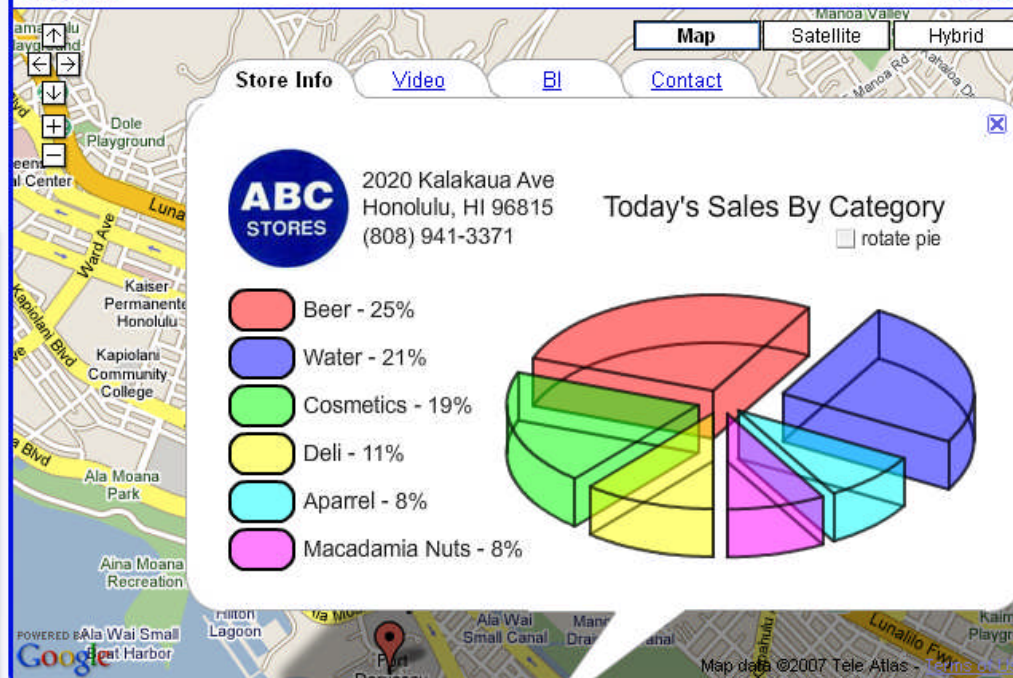 Manoa Valley
Map
Satellite
Hybrid
Store Info
Video
BI
Contact
Manoa Rd
Dole
Playground
al Center
Ward Ave
Kaiser
Permanente
Honolulu
Kapiolani Blvd
Kapiolani
Community
College
Ala Moana
Park
Aina Moana
Recreation
ABC
STORES
2020 Kalakaua Ave
Honolulu, HI 96815
(808) 941-3371
Today's Sales By Category
rotate pie
Beer - 25%
Water - 21%
Cosmetics - 19%
Deli - 11%
Aparrel - 8%
Macadamia Nuts - 8%
Hilton
Lagoon
Ala Wai Small
Boat Harbor
POWERED BY
Google
Ala Wai
Small Canal
Lunalilo Fwy
Map data ©2007 Tele Atlas - Terms of